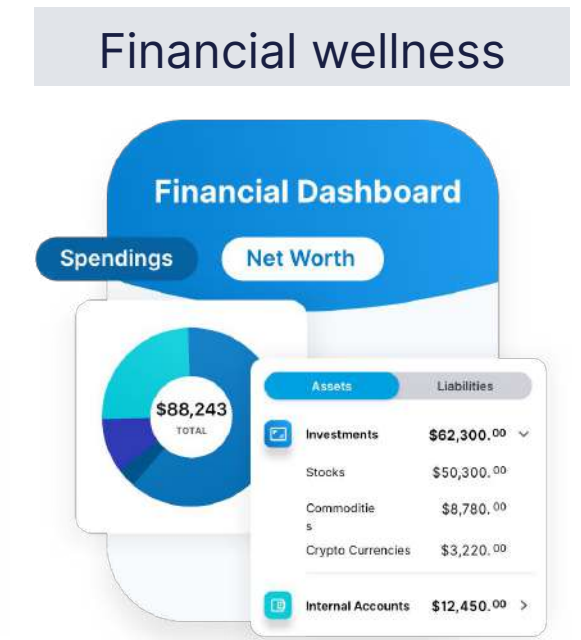 Financial wellness
Financial Dashboard
Spendings
Net Worth
$88,243
TOTAL
Assets
Liabilities
Investments $62,300.00
Stocks $50,300.00
Commoditie $8,780.00
s
Crypto Currencies $3,220.00
Internal Accounts $12,450.00